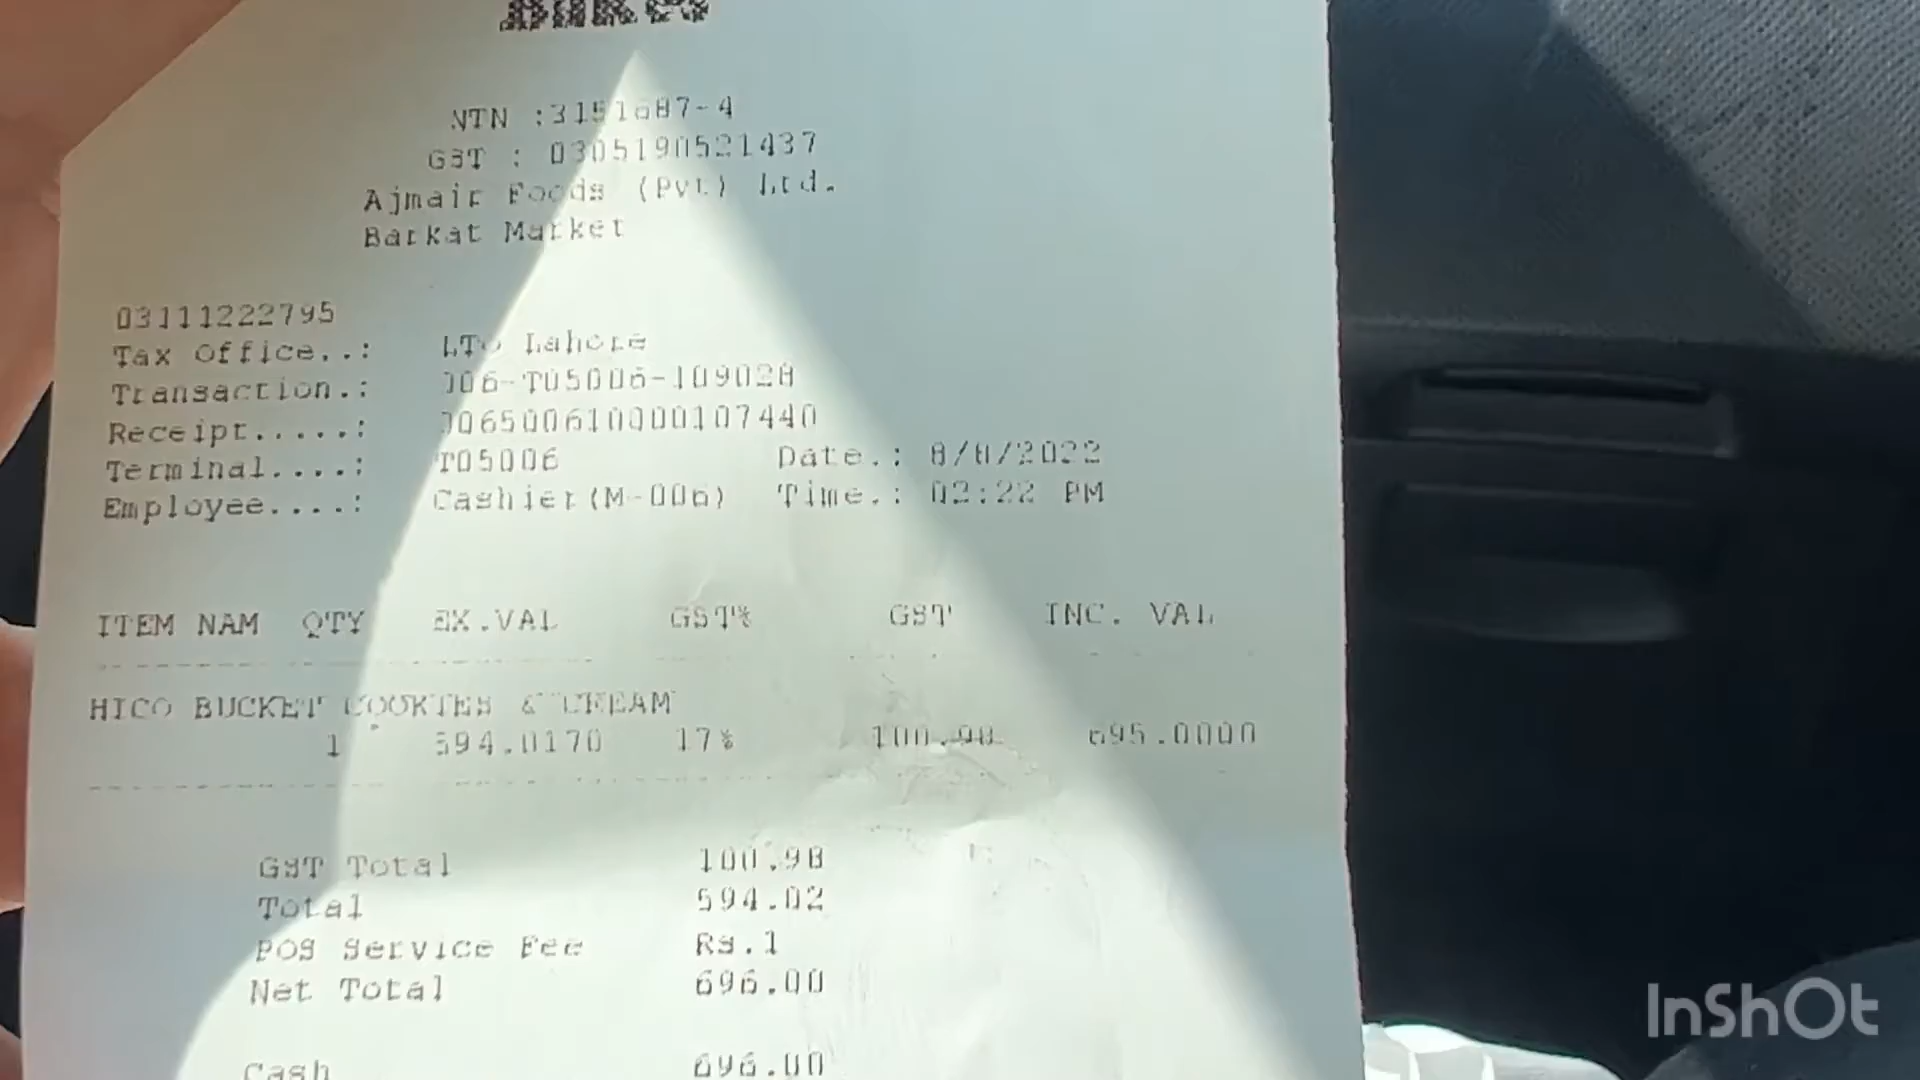 NTN :3151687-4
GST : 0305190521437
Ajmair Foods (Pvt) Ltd.
Barkat Market
03111222795
Tax Office..: LTO Lahore
Transaction.: 006-T05006-109028
Receipt.....: 006500610000107440
Terminal....: T05006 Date.: 8/8/2022
Employee....: Cashier(M-006) Time.: 02:22 PM
ITEM NAM QTY EX.VAL GST% GST INC. VAL
HICO BUCKET COOKIES & CREAM
1 594.0170 17% 100.98 695.0000
GST Total 100.98
Total 594.02
POS Service Fee Rs.1
Net Total 696.00
Cash 696.00
InShOt